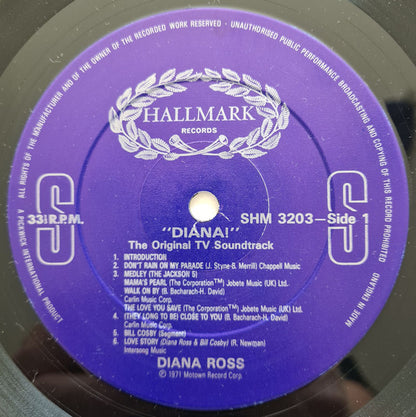 ALL RIGHTS OF THE MANUFACTURER AND OF THE OWNER OF THE RECORDED WORK RESERVED - UNAUTHORISED PUBLIC PERFORMANCE BROADCASTING AND COPYING OF THIS RECORD PROHIBITED
HALLMARK
RECORDS
S
S
33⅓ R.P.M.
SHM 3203–Side 1
"DIANA!"
The Original TV Soundtrack
1. INTRODUCTION
2. DON'T RAIN ON MY PARADE (J. Styne-B. Merrill) Chappell Music
3. MEDLEY (THE JACKSON 5)
MAMA'S PEARL (The Corporation™) Jobete Music (UK) Ltd.
WALK ON BY (B. Bacharach-H. David)
Carlin Music Corp.
THE LOVE YOU SAVE (The Corporation™) Jobete Music (UK) Ltd.
4. (THEY LONG TO BE) CLOSE TO YOU (B. Bacharach-H. David)
Carlin Music Corp.
5. BILL COSBY (Segment)
6. LOVE STORY (Diana Ross & Bill Cosby) (R. Newman)
Intersong Music
DIANA ROSS
℗ 1971 Motown Record Corp.
A PICKWICK INTERNATIONAL PRODUCT
MADE IN ENGLAND